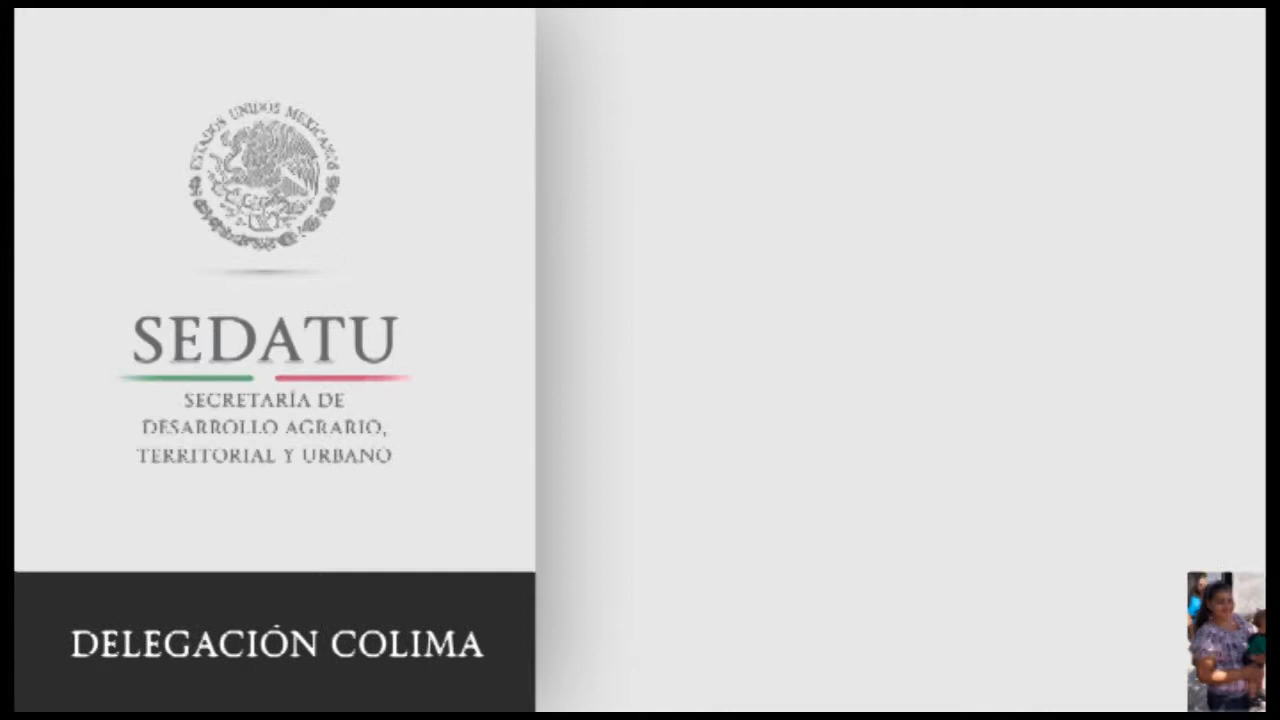 ESTADOS UNIDOS MEXICANOS
SEDATU
SECRETARÍA DE
DESARROLLO AGRARIO,
TERRITORIAL Y URBANO
DELEGACIÓN COLIMA